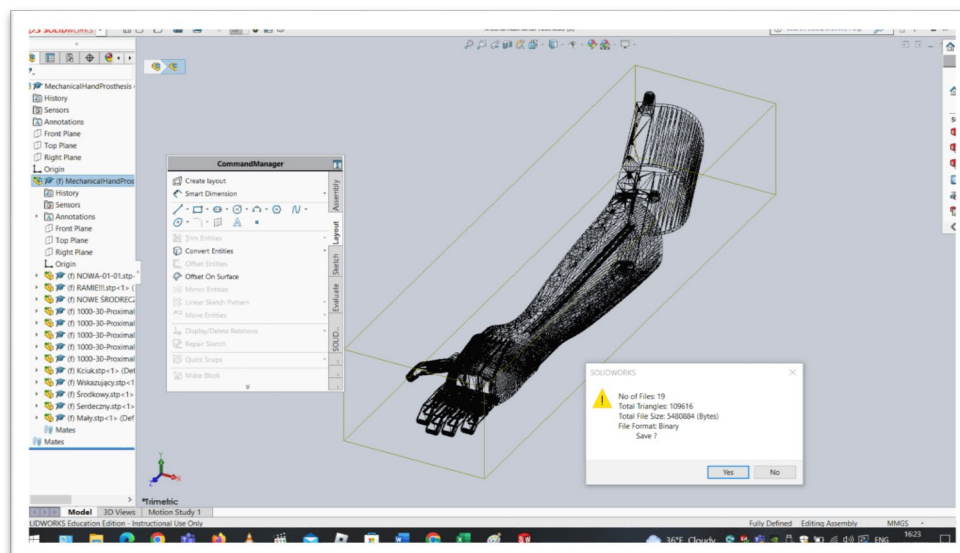 SOLIDWORKS
MechanicalHandProsthesis
History
Sensors
Annotations
Front Plane
Top Plane
Right Plane
Origin
(f) MechanicalHandPros
History
Sensors
Annotations
Front Plane
Top Plane
Right Plane
Origin
(f) NOWA-01-01.stp-
(f) RAMIE!!!.stp<1> (
(f) NOWE ŚRODRECZ
(f) 1000-30-Proximal
(f) 1000-30-Proximal
(f) 1000-30-Proximal
(f) 1000-30-Proximal
(f) Kciuk.stp<1> (Def
(f) Wskazujący.stp<1
(f) Środkowy.stp<1>
(f) Serdeczny.stp<1>
(f) Mały.stp<1> (Def
Mates
Mates
CommandManager
Create layout
Smart Dimension
Trim Entities
Convert Entities
Offset Entities
Offset On Surface
Mirror Entities
Linear Sketch Pattern
Move Entities
Display/Delete Relations
Repair Sketch
Quick Snaps
Make Block
Assembly
Layout
Sketch
Evaluate
SOLID...
SOLIDWORKS
No of Files: 19
Total Triangles: 109616
Total File Size: 5480884 (Bytes)
File Format: Binary
Save ?
Yes No
Y
X
Z
*Trimetric
Model 3D Views Motion Study 1
LIDWORKS Education Edition - Instructional Use Only
Fully Defined Editing Assembly MMGS
36°F Cloudy ENG 16:23